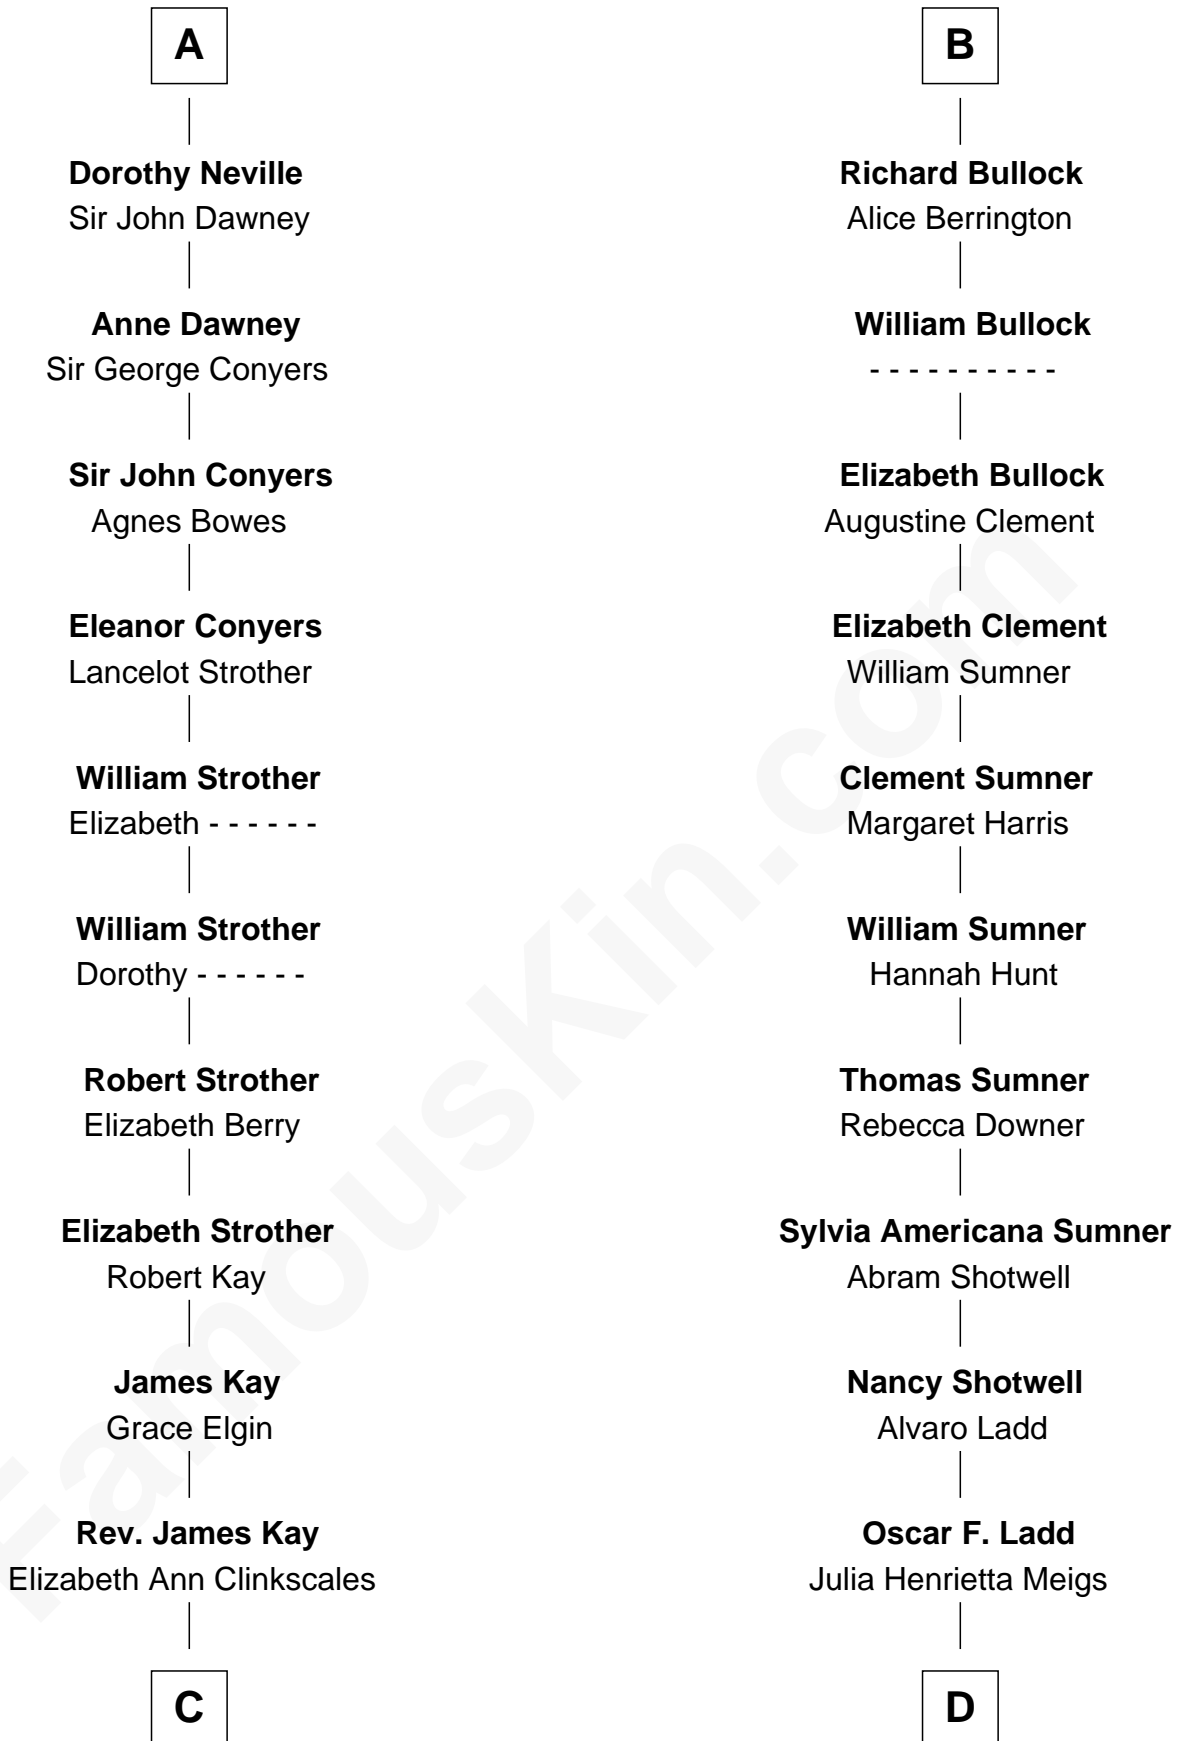 A
Dorothy Neville
Sir John Dawney
Anne Dawney
Sir George Conyers
Sir John Conyers
Agnes Bowes
Eleanor Conyers
Lancelot Strother
William Strother
Elizabeth - - - - - -
William Strother
Dorothy - - - - - -
Robert Strother
Elizabeth Berry
Elizabeth Strother
Robert Kay
James Kay
Grace Elgin
Rev. James Kay
Elizabeth Ann Clinkscales
C
B
Richard Bullock
Alice Berrington
William Bullock
- - - - - - - - - -
Elizabeth Bullock
Augustine Clement
Elizabeth Clement
William Sumner
Clement Sumner
Margaret Harris
William Sumner
Hannah Hunt
Thomas Sumner
Rebecca Downer
Sylvia Americana Sumner
Abram Shotwell
Nancy Shotwell
Alvaro Ladd
Oscar F. Ladd
Julia Henrietta Meigs
D
FamousKin.com